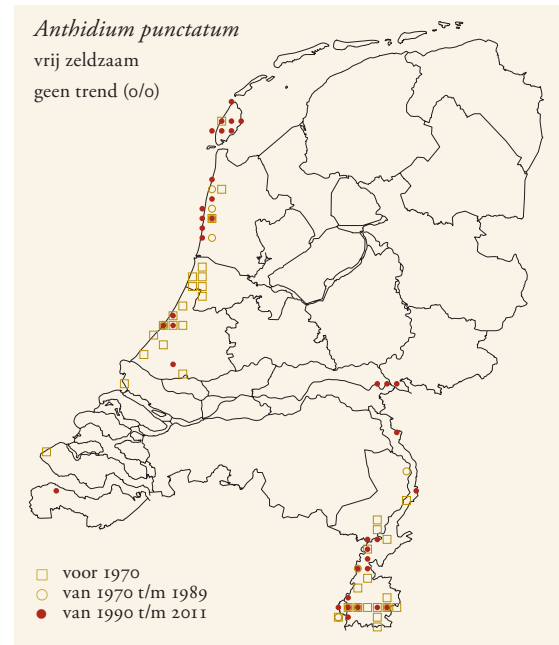 Anthidium punctatum
vrij zeldzaam
geen trend (0/0)
voor 1970
van 1970 t/m 1989
van 1990 t/m 2011